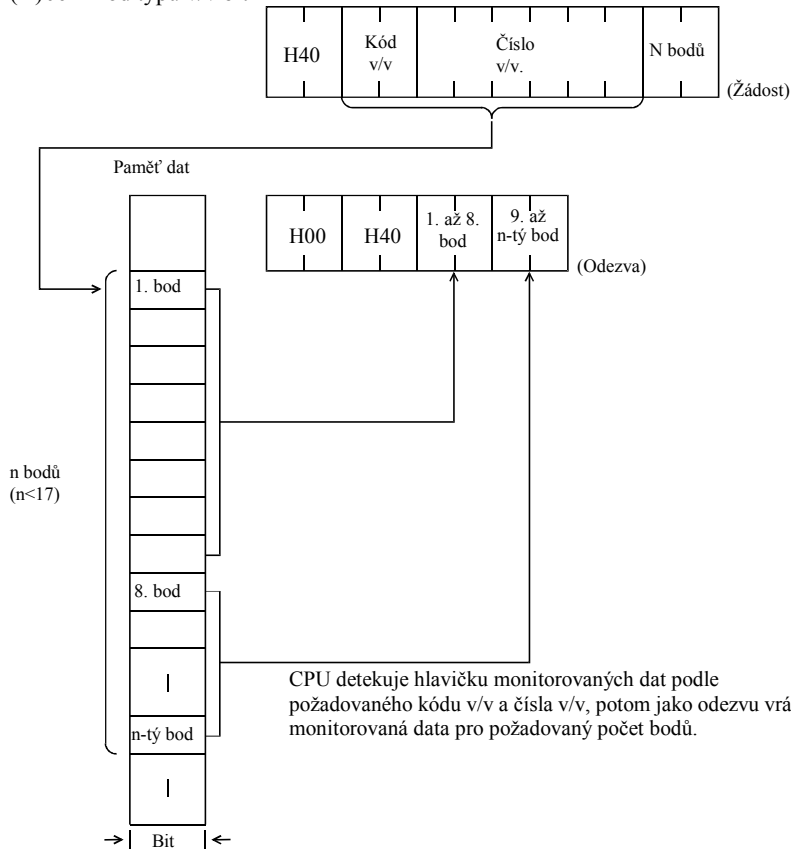 H40
Kód
v/v
Číslo
v/v.
N bodů
(Žádost)
Paměť dat
H00
H40
1. až 8.
bod
9. až
n-tý bod
(Odezva)
1. bod
n bodů
(n<17)
8. bod
n-tý bod
CPU detekuje hlavičku monitorovaných dat podle
požadovaného kódu v/v a čísla v/v, potom jako odezvu vrá
monitorovaná data pro požadovaný počet bodů.
Bit